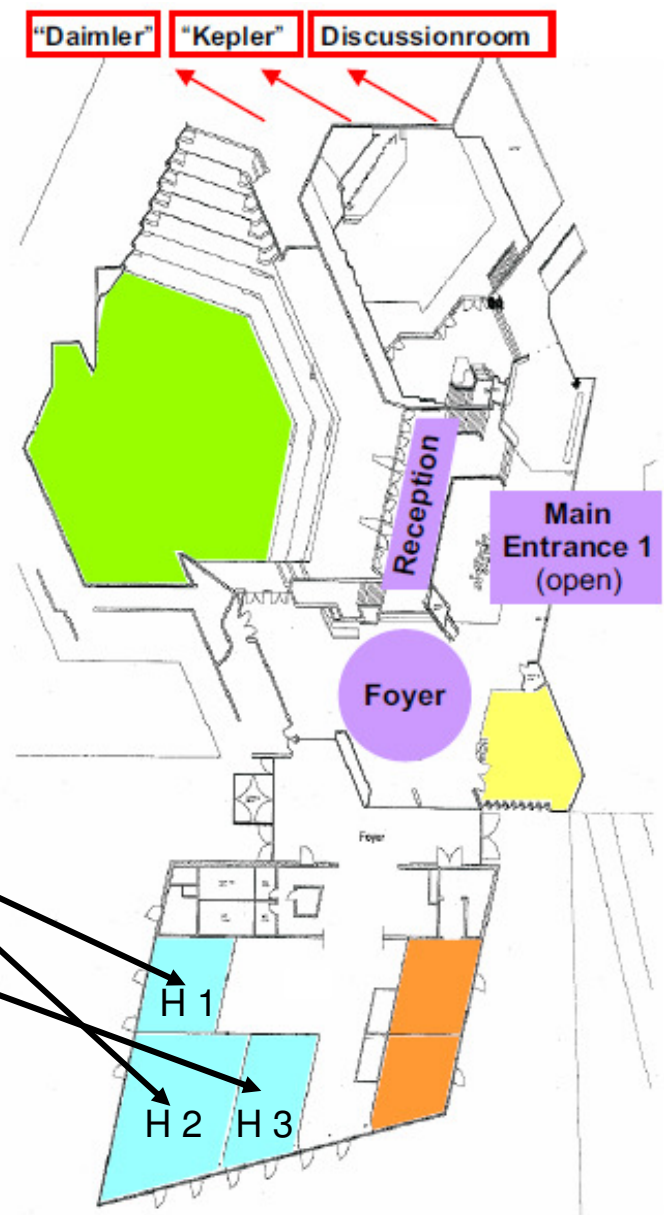 “Daimler” “Kepler” Discussionroom
Reception
Main
Entrance 1
(open)
Foyer
Foyer
H 1
H 2 H 3